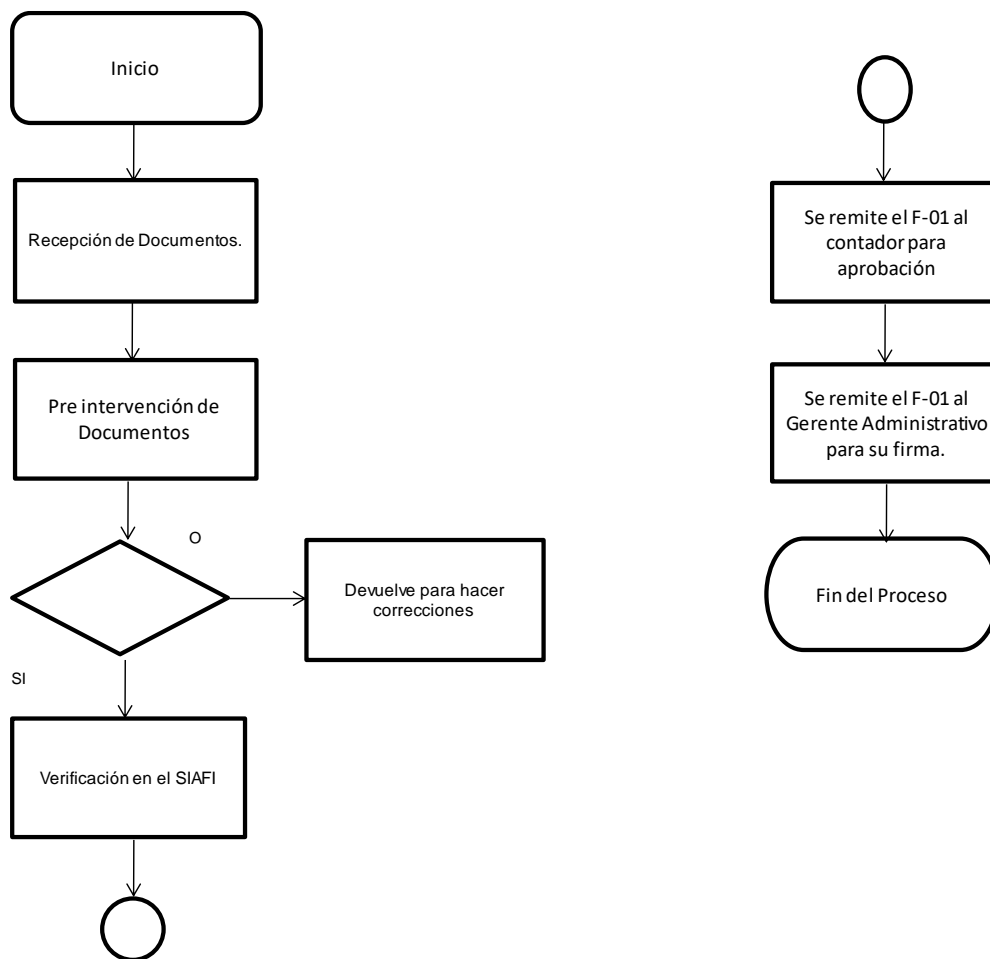 Inicio
Recepción de Documentos.
Pre intervención de
Documentos
O
Devuelve para hacer
correcciones
SI
Verificación en el SIAFI
Se remite el F-01 al
contador para
aprobación
Se remite el F-01 al
Gerente Administrativo
para su firma.
Fin del Proceso